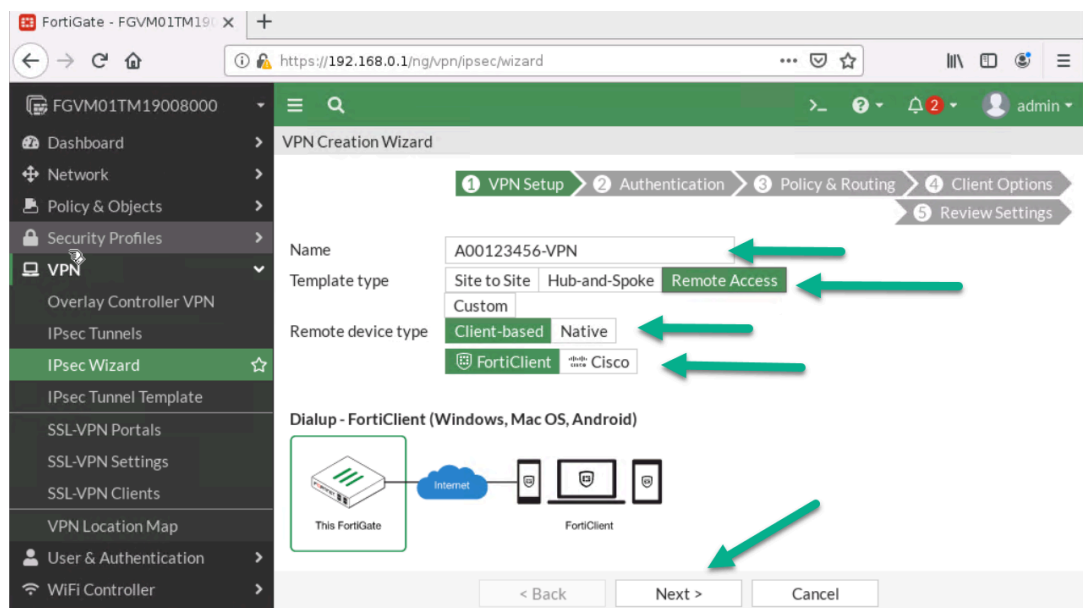 FortiGate - FGVM01TM190
https://192.168.0.1/ng/vpn/ipsec/wizard
FGVM01TM19008000
2
admin
Dashboard
Network
Policy & Objects
Security Profiles
VPN
Overlay Controller VPN
IPsec Tunnels
IPsec Wizard
IPsec Tunnel Template
SSL-VPN Portals
SSL-VPN Settings
SSL-VPN Clients
VPN Location Map
User & Authentication
WiFi Controller
VPN Creation Wizard
1 VPN Setup 2 Authentication 3 Policy & Routing 4 Client Options
5 Review Settings
Name A00123456-VPN
Template type Site to Site Hub-and-Spoke Remote Access
Custom
Remote device type Client-based Native
FortiClient Cisco
Dialup - FortiClient (Windows, Mac OS, Android)
Internet
This FortiGate FortiClient
< Back Next > Cancel